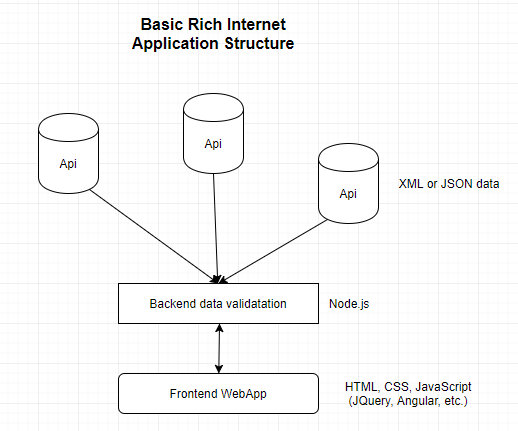 Basic Rich Internet
Application Structure
Api
Api
Api
XML or JSON data
Backend data validatation
Node.js
Frontend WebApp
HTML, CSS, JavaScript
(JQuery, Angular, etc.)